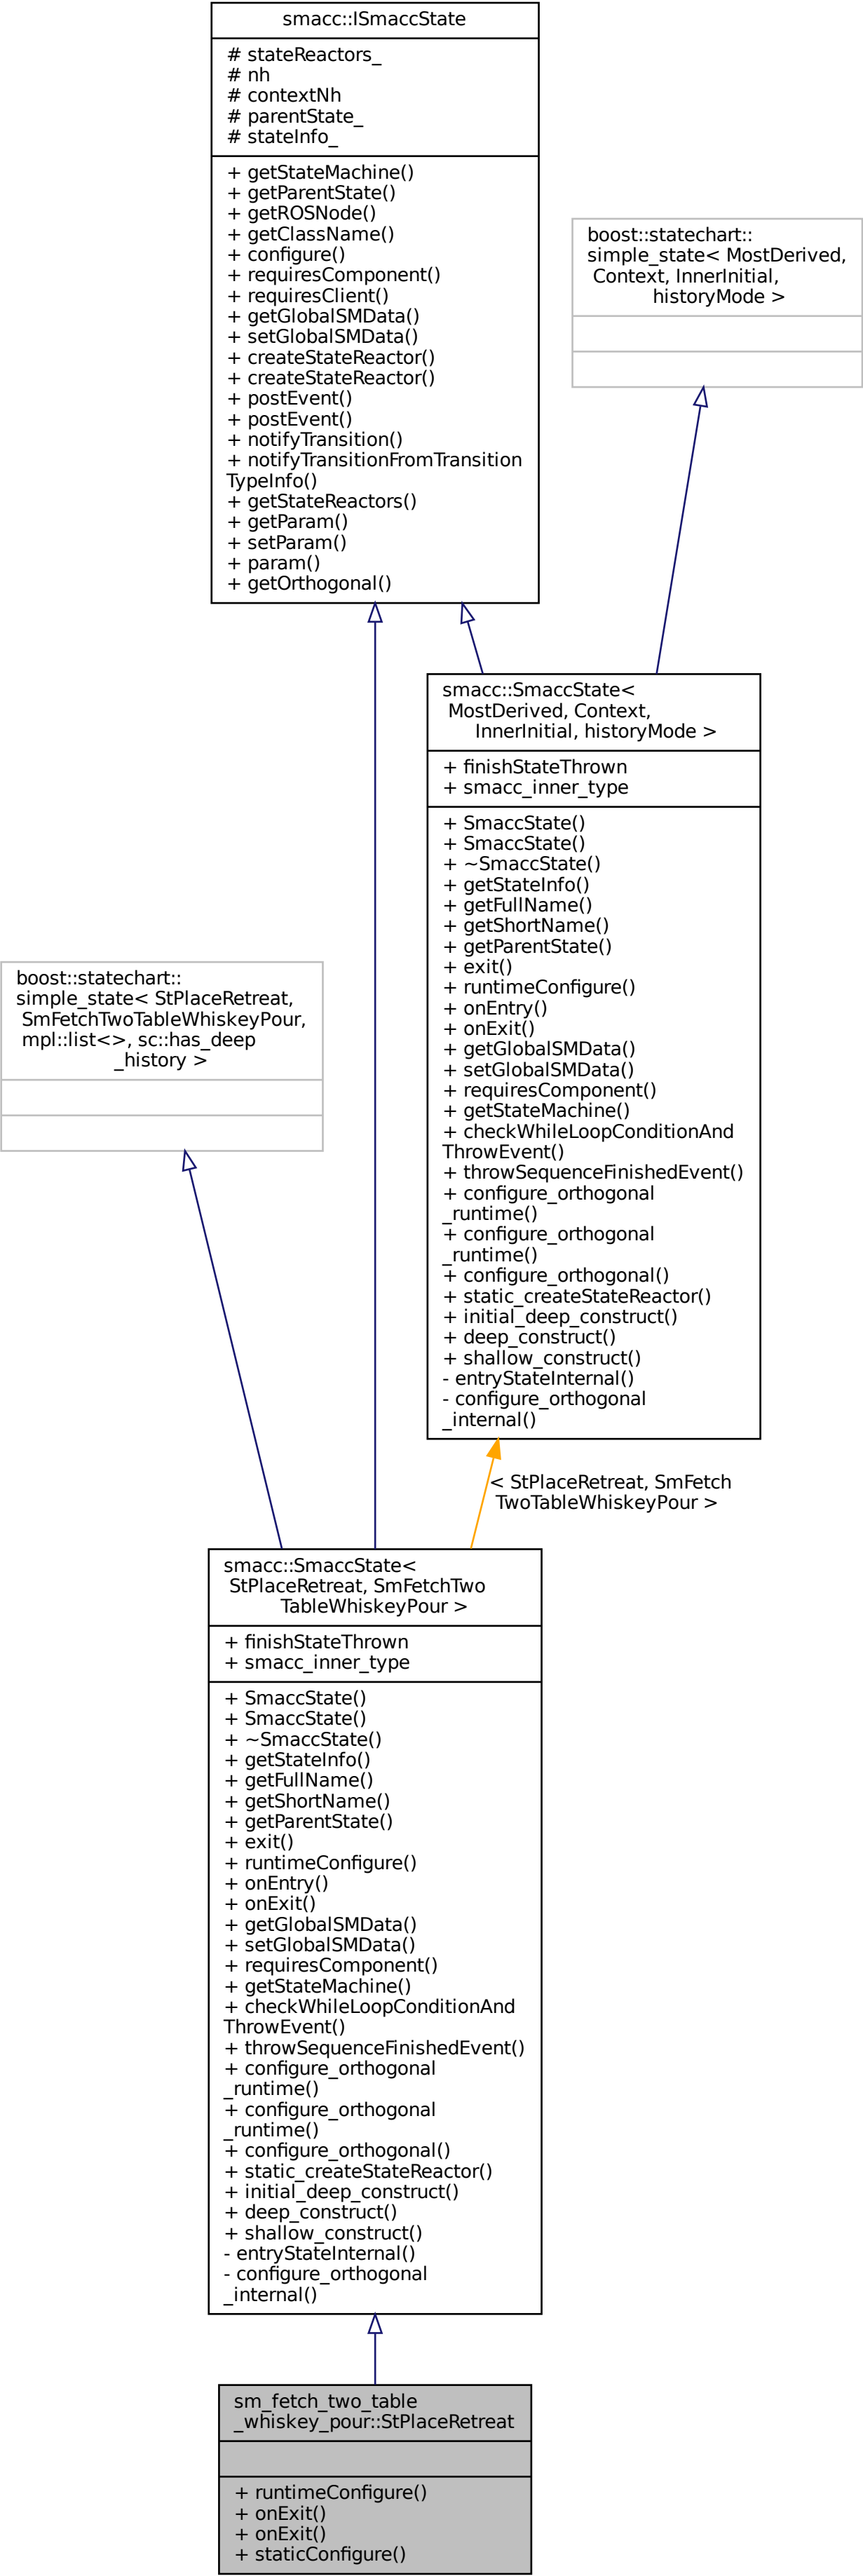 smacc::ISmaccState
# stateReactors_
# nh
# contextNh
# parentState_
# stateInfo_
+ getStateMachine()
+ getParentState()
+ getROSNode()
+ getClassName()
+ configure()
+ requiresComponent()
+ requiresClient()
+ getGlobalSMData()
+ setGlobalSMData()
+ createStateReactor()
+ createStateReactor()
+ postEvent()
+ postEvent()
+ notifyTransition()
+ notifyTransitionFromTransition
TypeInfo()
+ getStateReactors()
+ getParam()
+ setParam()
+ param()
+ getOrthogonal()
boost::statechart::
simple_state< MostDerived,
Context, InnerInitial,
historyMode >
smacc::SmaccState<
MostDerived, Context,
InnerInitial, historyMode >
+ finishStateThrown
+ smacc_inner_type
+ SmaccState()
+ SmaccState()
+ ~SmaccState()
+ getStateInfo()
+ getFullName()
+ getShortName()
+ getParentState()
+ exit()
+ runtimeConfigure()
+ onEntry()
+ onExit()
+ getGlobalSMData()
+ setGlobalSMData()
+ requiresComponent()
+ getStateMachine()
+ checkWhileLoopConditionAnd
ThrowEvent()
+ throwSequenceFinishedEvent()
+ configure_orthogonal
_runtime()
+ configure_orthogonal
_runtime()
+ configure_orthogonal()
+ static_createStateReactor()
+ initial_deep_construct()
+ deep_construct()
+ shallow_construct()
- entryStateInternal()
- configure_orthogonal
_internal()
boost::statechart::
simple_state< StPlaceRetreat,
SmFetchTwoTableWhiskeyPour,
mpl::list<>, sc::has_deep
_history >
< StPlaceRetreat, SmFetch
TwoTableWhiskeyPour >
smacc::SmaccState<
StPlaceRetreat, SmFetchTwo
TableWhiskeyPour >
+ finishStateThrown
+ smacc_inner_type
+ SmaccState()
+ SmaccState()
+ ~SmaccState()
+ getStateInfo()
+ getFullName()
+ getShortName()
+ getParentState()
+ exit()
+ runtimeConfigure()
+ onEntry()
+ onExit()
+ getGlobalSMData()
+ setGlobalSMData()
+ requiresComponent()
+ getStateMachine()
+ checkWhileLoopConditionAnd
ThrowEvent()
+ throwSequenceFinishedEvent()
+ configure_orthogonal
_runtime()
+ configure_orthogonal
_runtime()
+ configure_orthogonal()
+ static_createStateReactor()
+ initial_deep_construct()
+ deep_construct()
+ shallow_construct()
- entryStateInternal()
- configure_orthogonal
_internal()
sm_fetch_two_table
_whiskey_pour::StPlaceRetreat
+ runtimeConfigure()
+ onExit()
+ onExit()
+ staticConfigure()